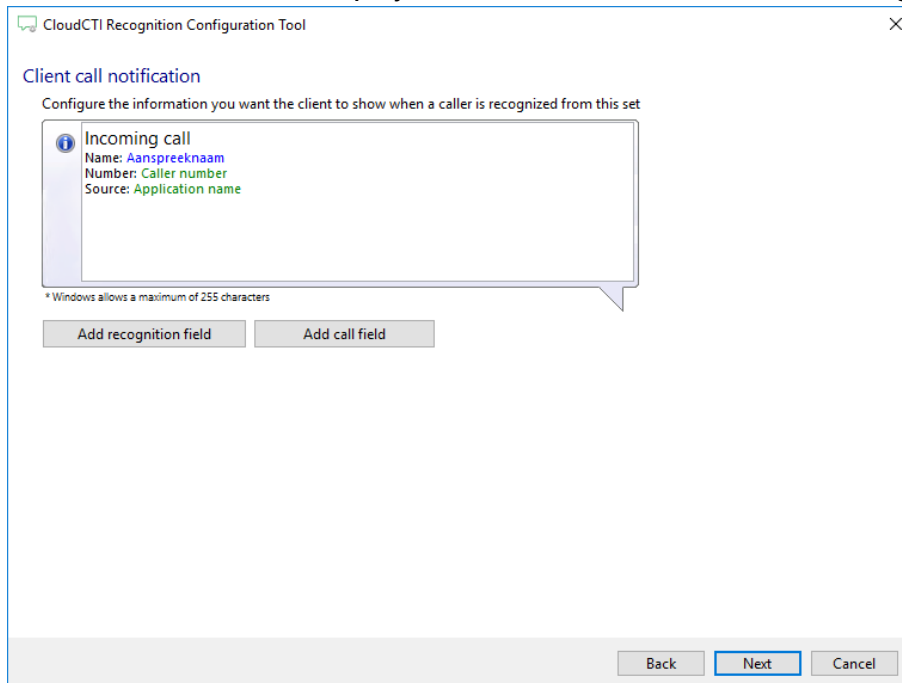 CloudCTI Recognition Configuration Tool
Client call notification
Configure the information you want the client to show when a caller is recognized from this set
Incoming call
Name: Aanspreeknaam
Number: Caller number
Source: Application name
* Windows allows a maximum of 255 characters
Add recognition field Add call field
Back Next Cancel